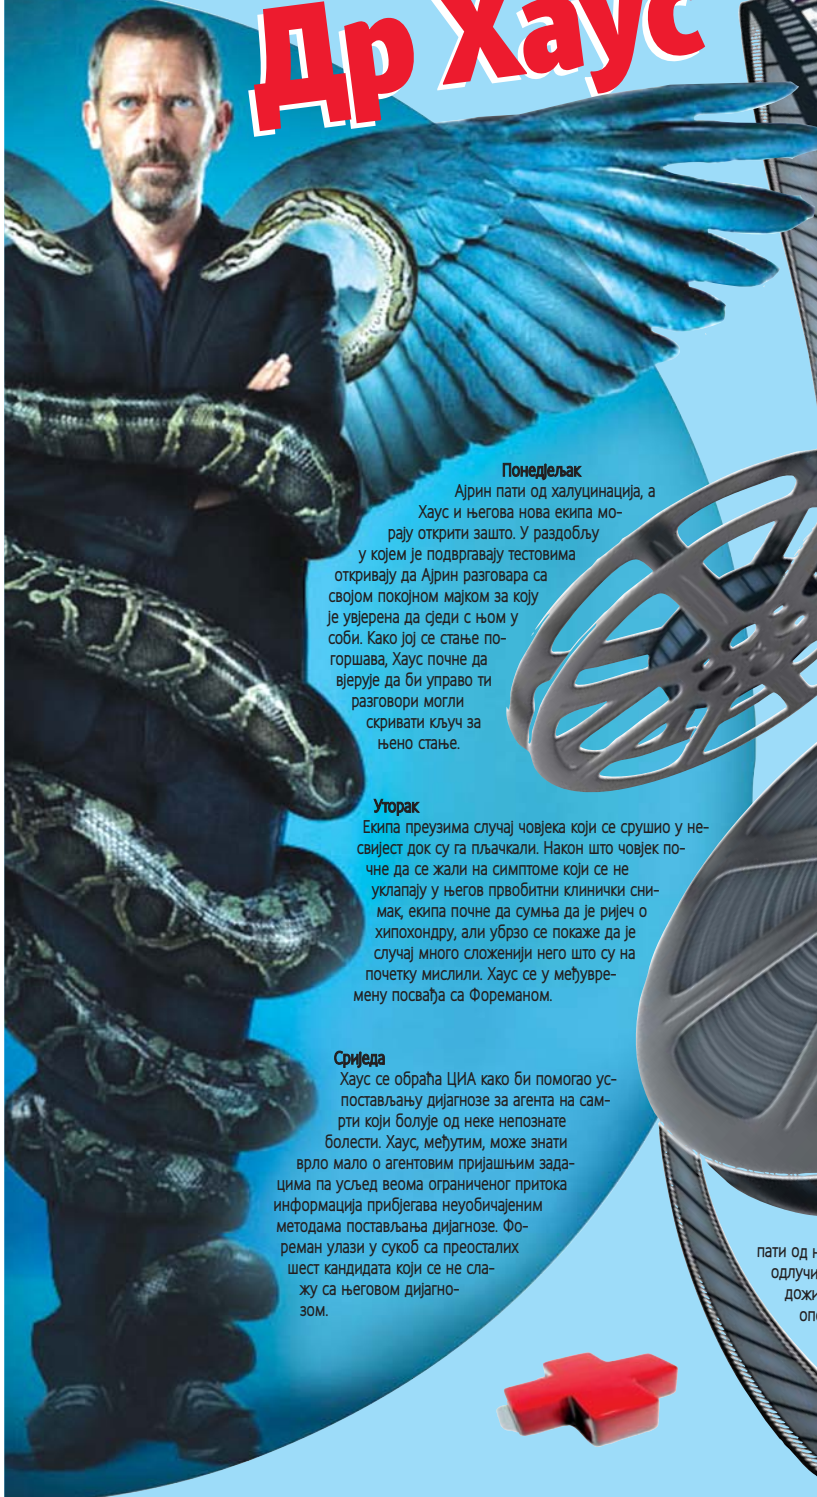 Др Хаус
Понедјељак
Ајрин пати од халуцинација, а
Хаус и његова нова екипа мо-
рају открити зашто. У раздобљу
у којем је подвргавају тестовима
откривају да Ајрин разговара са
својом покојном мајком за коју
је увјерена да сједи с њом у
соби. Како јој се стање по-
горшава, Хаус почне да
вјерује да би управо ти
разговори могли
скривати кључ за
њено стање.
Уторак
Екипа преузима случај човјека који се срушио у не-
свијест док су га пљачкали. Након што човјек по-
чне да се жали на симптоме који се не
уклапају у његов првобитни клинички сни-
мак, екипа почне да сумња да је ријеч о
хипохондру, али убрзо се покаже да је
случај много сложенији него што су на
почетку мислили. Хаус се у међувре-
мену посвађа са Фореманом.
Сриједа
Хаус се обраћа ЦИА како би помогао ус-
постављању дијагнозе за агента на сам-
рти који болује од неке непознате
болести. Хаус, међутим, може знати
врло мало о агентовим пријашњим зада-
цима па усљед веома ограниченог притока
информација прибјегава неуобичајеним
методама постављања дијагнозе. Фо-
реман улази у сукоб са преосталих
шест кандидата који се не сла-
жу са његовом дијагно-
зом.
пати од
одлучи
дожи
оп